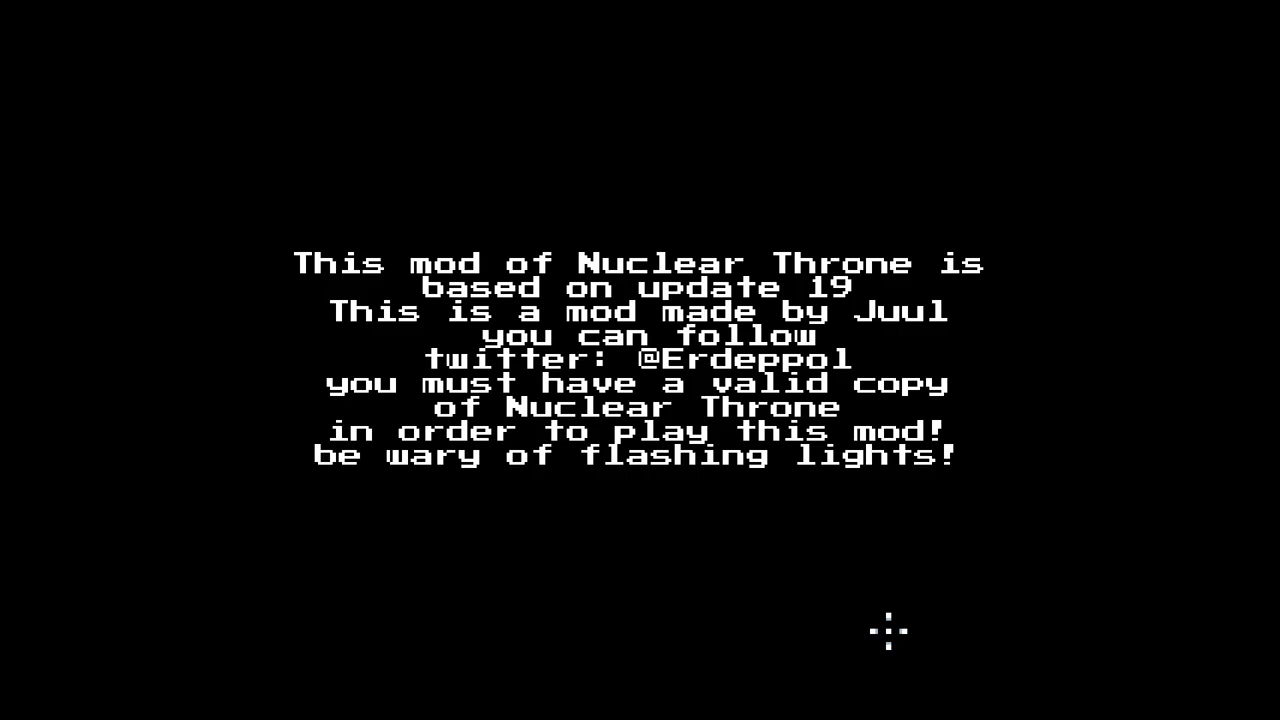 This mod of Nuclear Throne is
based on update 19
This is a mod made by Juul
you can follow
twitter: @Erdeppol
you must have a valid copy
of Nuclear Throne
in order to play this mod!
be wary of flashing lights!